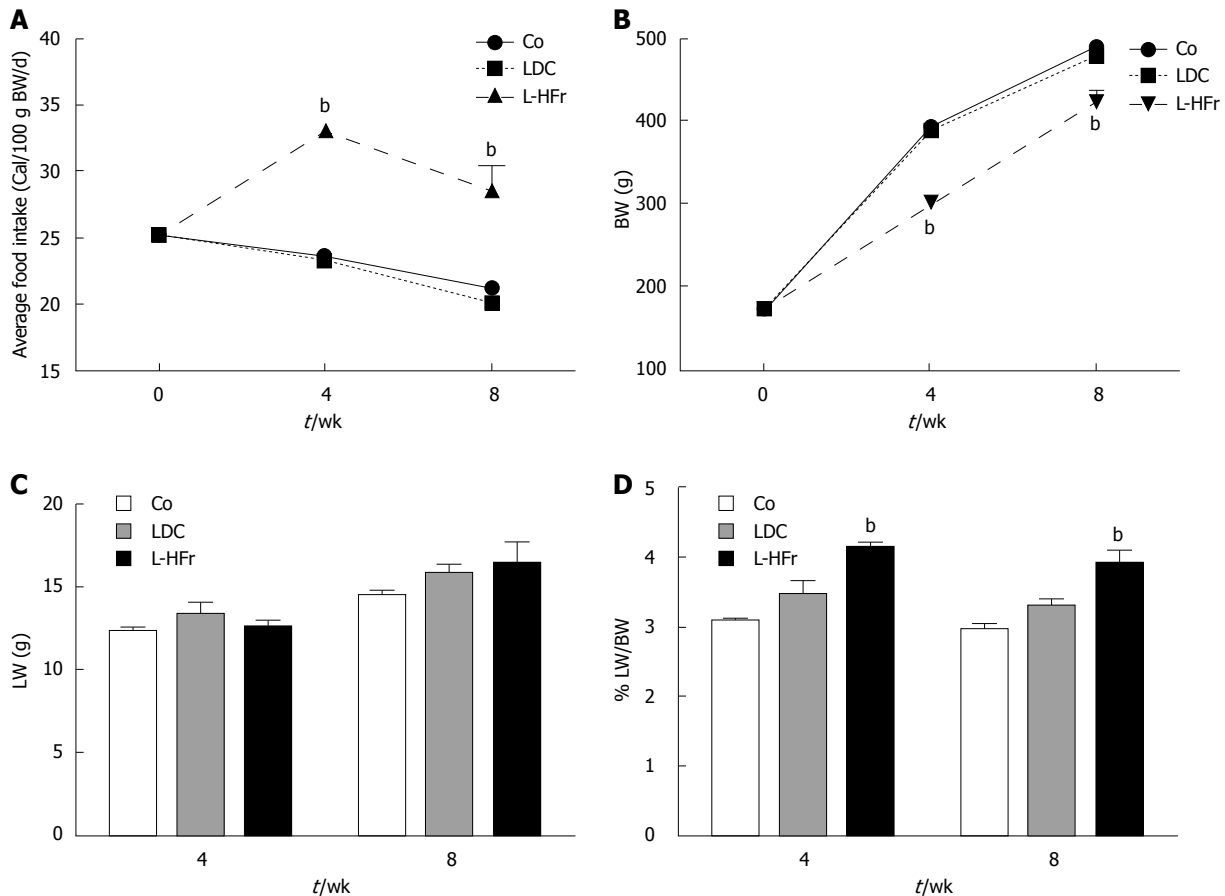 A
Average food intake (Cal/100 g BW/d)
40
35
30
25
20
15
Co
LDC
L-HFr
b
b
0
4
8
t/wk
B
BW (g)
500
400
300
200
100
Co
LDC
L-HFr
b
b
0
4
8
t/wk
C
LW (g)
20
15
10
5
0
Co
LDC
L-HFr
4
8
t/wk
D
% LW/BW
5
4
3
2
1
0
Co
LDC
L-HFr
b
b
4
8
t/wk